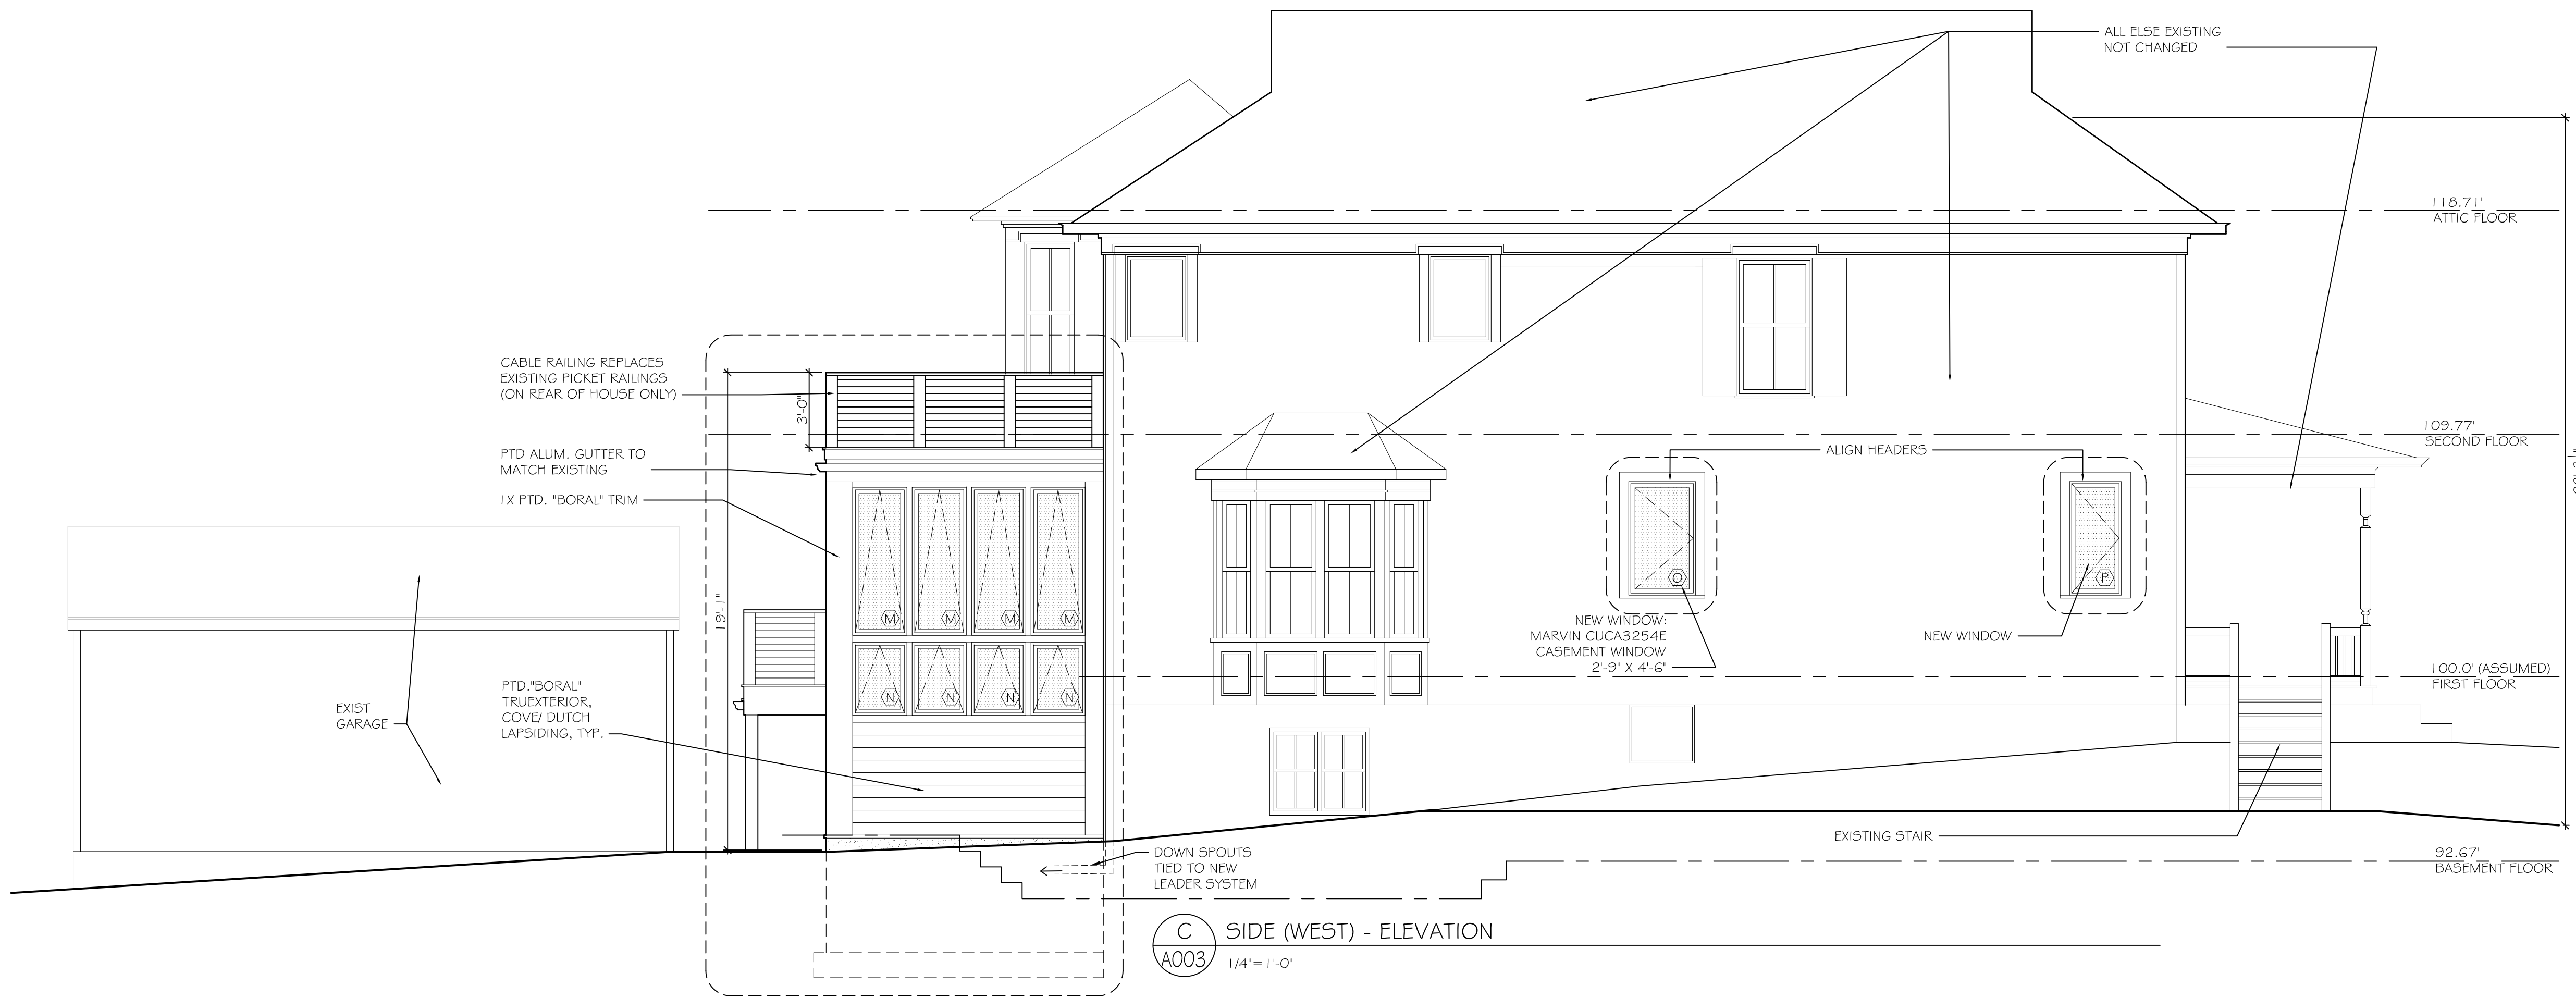 ALL ELSE EXISTING
NOT CHANGED
118.71'
ATTIC FLOOR
CABLE RAILING REPLACES
EXISTING PICKET RAILINGS
(ON REAR OF HOUSE ONLY)
3'-0"
109.77'
SECOND FLOOR
PTD ALUM. GUTTER TO
MATCH EXISTING
ALIGN HEADERS
1X PTD. "BORAL" TRIM
19'-1"
M
M
M
M
O
P
NEW WINDOW:
MARVIN CUCA3254E
CASEMENT WINDOW
2'-9" X 4'-6"
NEW WINDOW
100.0' (ASSUMED)
FIRST FLOOR
N
N
N
N
PTD."BORAL"
TRUEXTERIOR,
COVE/ DUTCH
LAPSIDING, TYP.
EXIST
GARAGE
EXISTING STAIR
DOWN SPOUTS
TIED TO NEW
LEADER SYSTEM
92.67'
BASEMENT FLOOR
C
A003
SIDE (WEST) - ELEVATION
1/4"=1'-0"